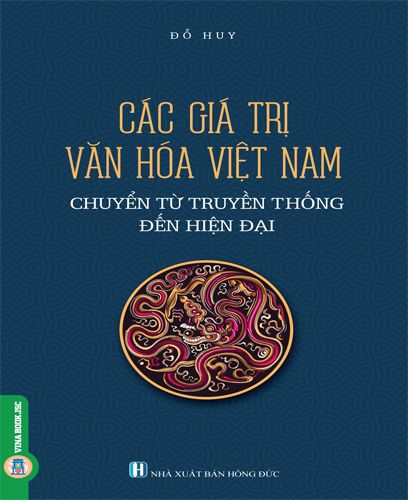 ĐỖ HUY
CÁC GIÁ TRỊ
VĂN HÓA VIỆT NAM
CHUYỂN TỪ TRUYỀN THỐNG
ĐẾN HIỆN ĐẠI
VINA BOOK.JSC
H NHÀ XUẤT BẢN HỒNG ĐỨC